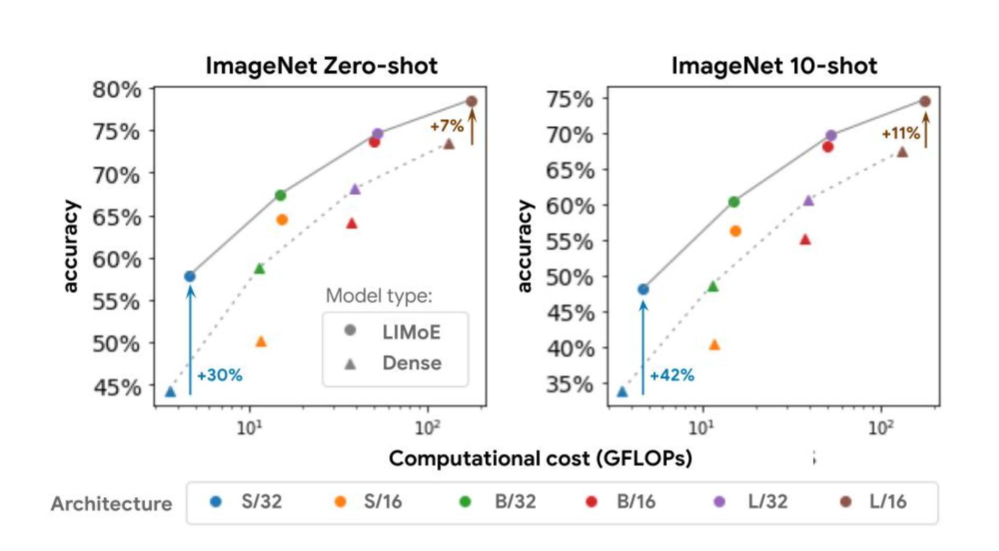 ImageNet Zero-shot
80%
75%
70%
65%
60%
55%
50%
45%
accuracy
+7%
+30%
Model type:
LIMoE
Dense
10¹ 10²
ImageNet 10-shot
75%
70%
65%
60%
55%
50%
45%
40%
35%
accuracy
+11%
+42%
10¹ 10²
Computational cost (GFLOPs)
Architecture S/32 S/16 B/32 B/16 L/32 L/16